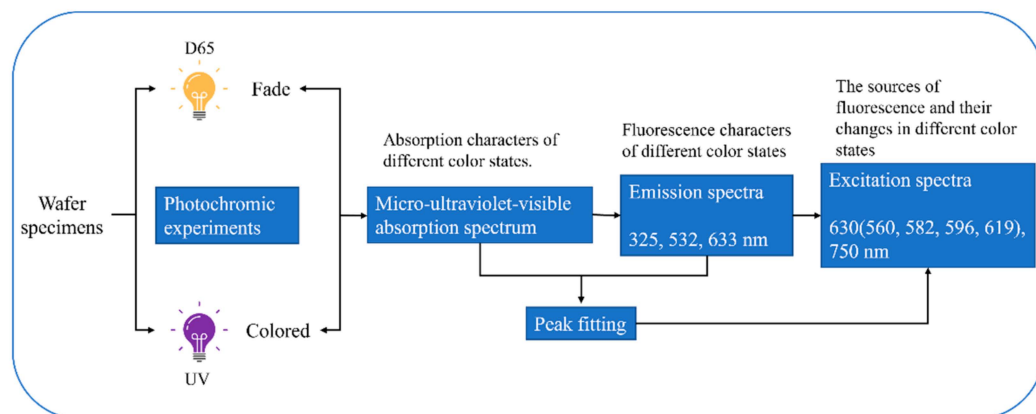 D65
Fade
Wafer
specimens
Photochromic
experiments
Colored
UV
Absorption characters of
different color states.
Micro-ultraviolet-visible
absorption spectrum
Fluorescence characters
of different color states
Emission spectra
325, 532, 633 nm
Peak fitting
The sources of
fluorescence and their
changes in different color
states
Excitation spectra
630(560, 582, 596, 619),
750 nm